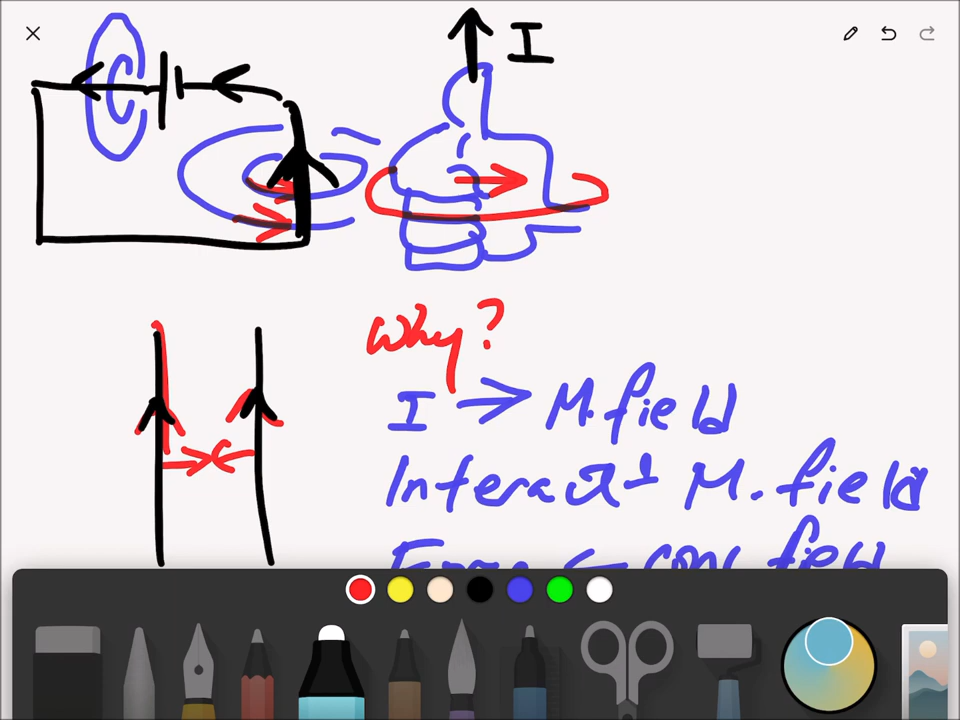 I
Why?
I → M.field
Interact M. field